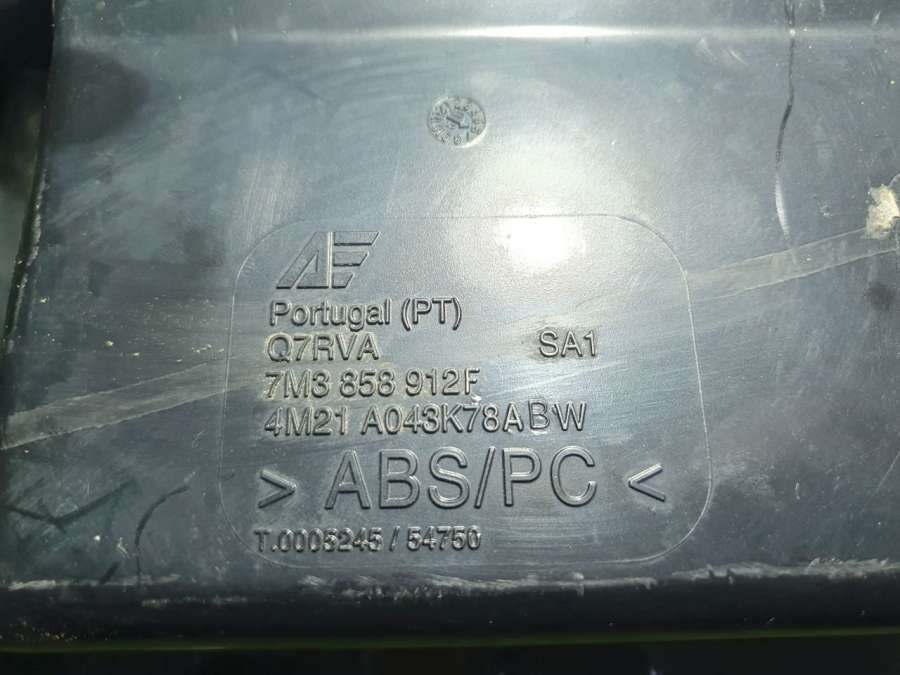 AE
Portugal (PT)
Q7RVA SA1
7M3 858 912F
4M21 A043K78ABW
> ABS/PC <
T.0005245 / 54750